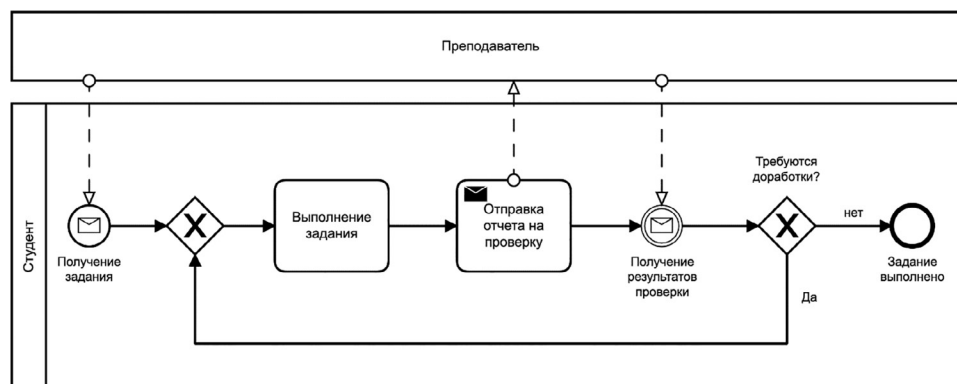 Преподаватель
Студент
Получение
задания
Выполнение
задания
Отправка
отчета на
проверку
Получение
результатов
проверки
Требуются
доработки?
нет
Да
Задание
выполнено